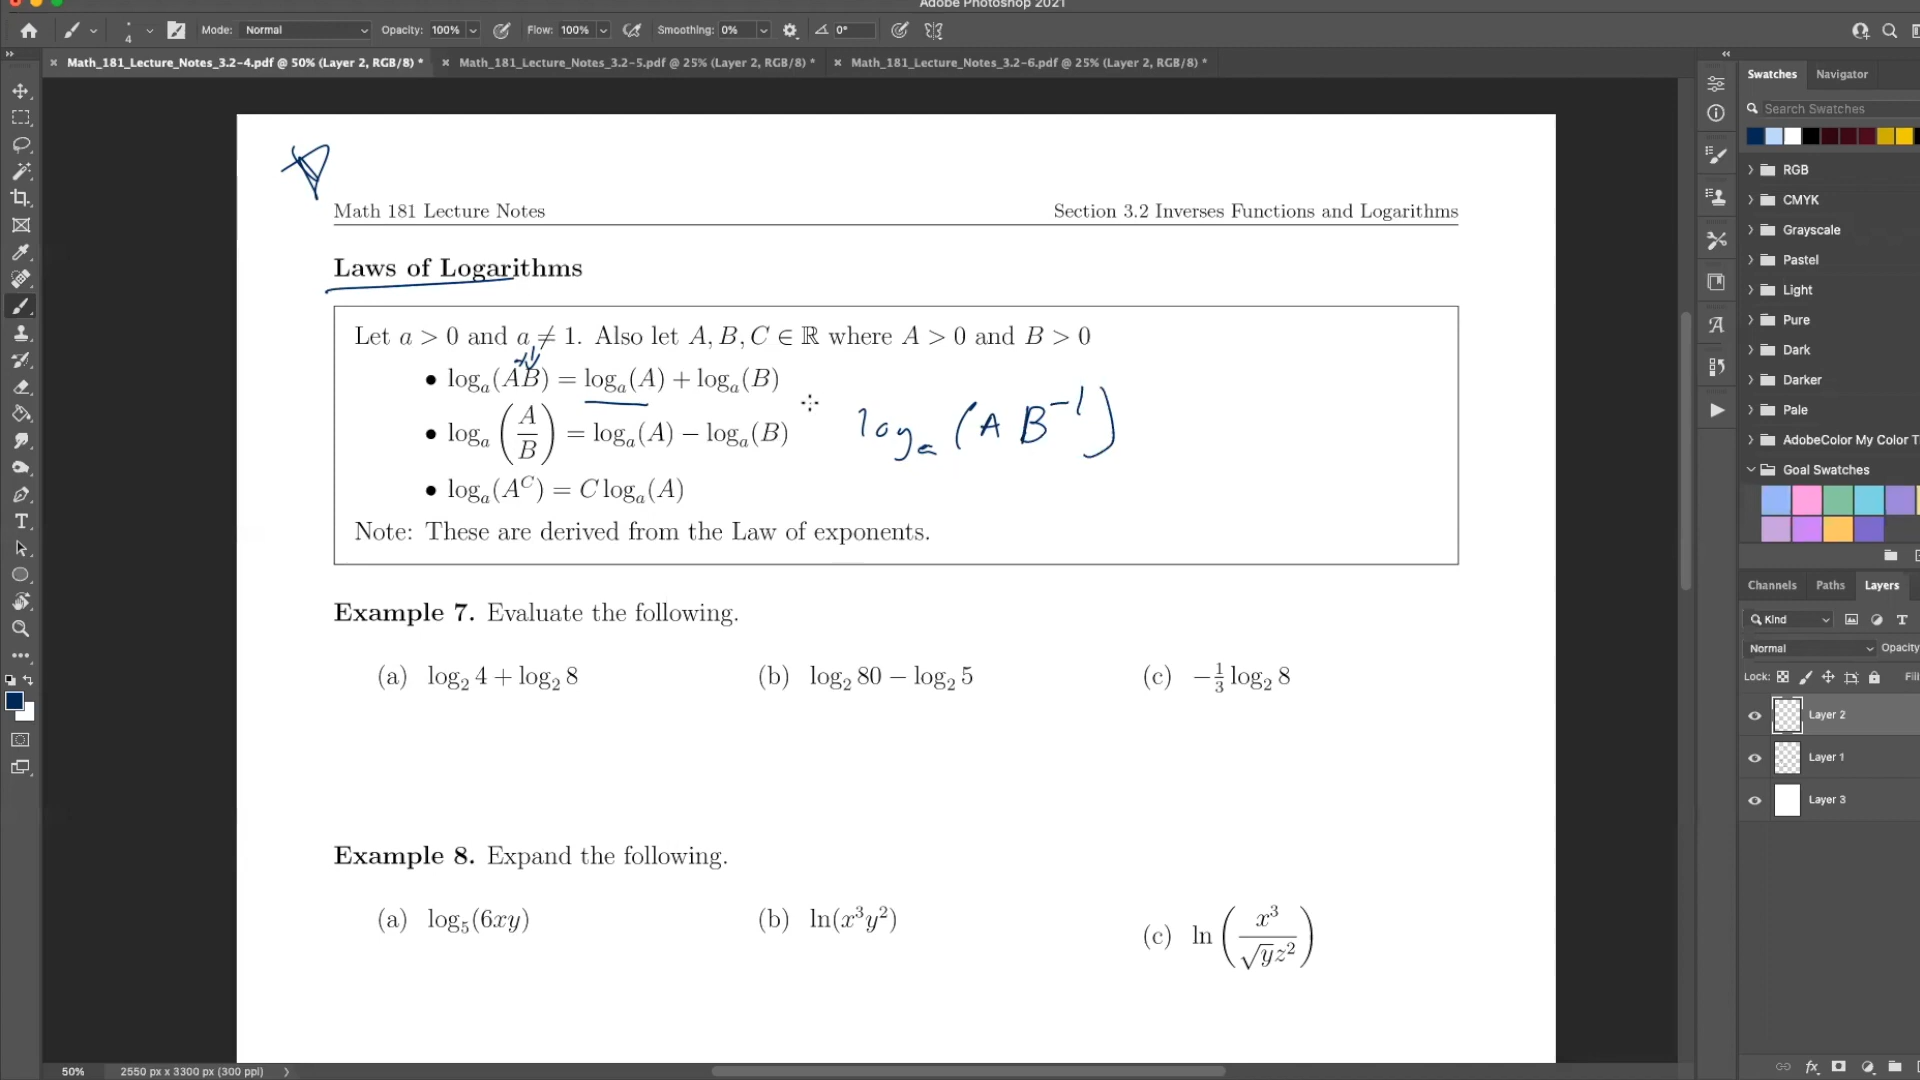 Adobe Photoshop 2021
4 Mode: Normal Opacity: 100% Flow: 100% Smoothing: 0% 0°
Math_181_Lecture_Notes_3.2-4.pdf @ 50% (Layer 2, RGB/8) * Math_181_Lecture_Notes_3.2-5.pdf @ 25% (Layer 2, RGB/8) * Math_181_Lecture_Notes_3.2-6.pdf @ 25% (Layer 2, RGB/8) *
Math 181 Lecture Notes Section 3.2 Inverses Functions and Logarithms
Laws of Logarithms
Let a > 0 and a ≠ 1. Also let A, B, C ∈ ℝ where A > 0 and B > 0
• logₐ(AB) = logₐ(A) + logₐ(B)
• logₐ(A/B) = logₐ(A) − logₐ(B) logₐ(A B⁻¹)
• logₐ(A^C) = C logₐ(A)
Note: These are derived from the Law of exponents.
Example 7. Evaluate the following.
(a) log₂ 4 + log₂ 8 (b) log₂ 80 − log₂ 5 (c) −1/3 log₂ 8
Example 8. Expand the following.
(a) log₅(6xy) (b) ln(x³y²) (c) ln(x³/√y z²)
50% 2550 px x 3300 px (300 ppi)
Swatches Navigator
Search Swatches
RGB
CMYK
Grayscale
Pastel
Light
Pure
Dark
Darker
Pale
AdobeColor My Color T
Goal Swatches
Channels Paths Layers
Kind
Normal Opacity
Lock: Fil
Layer 2
Layer 1
Layer 3
fx